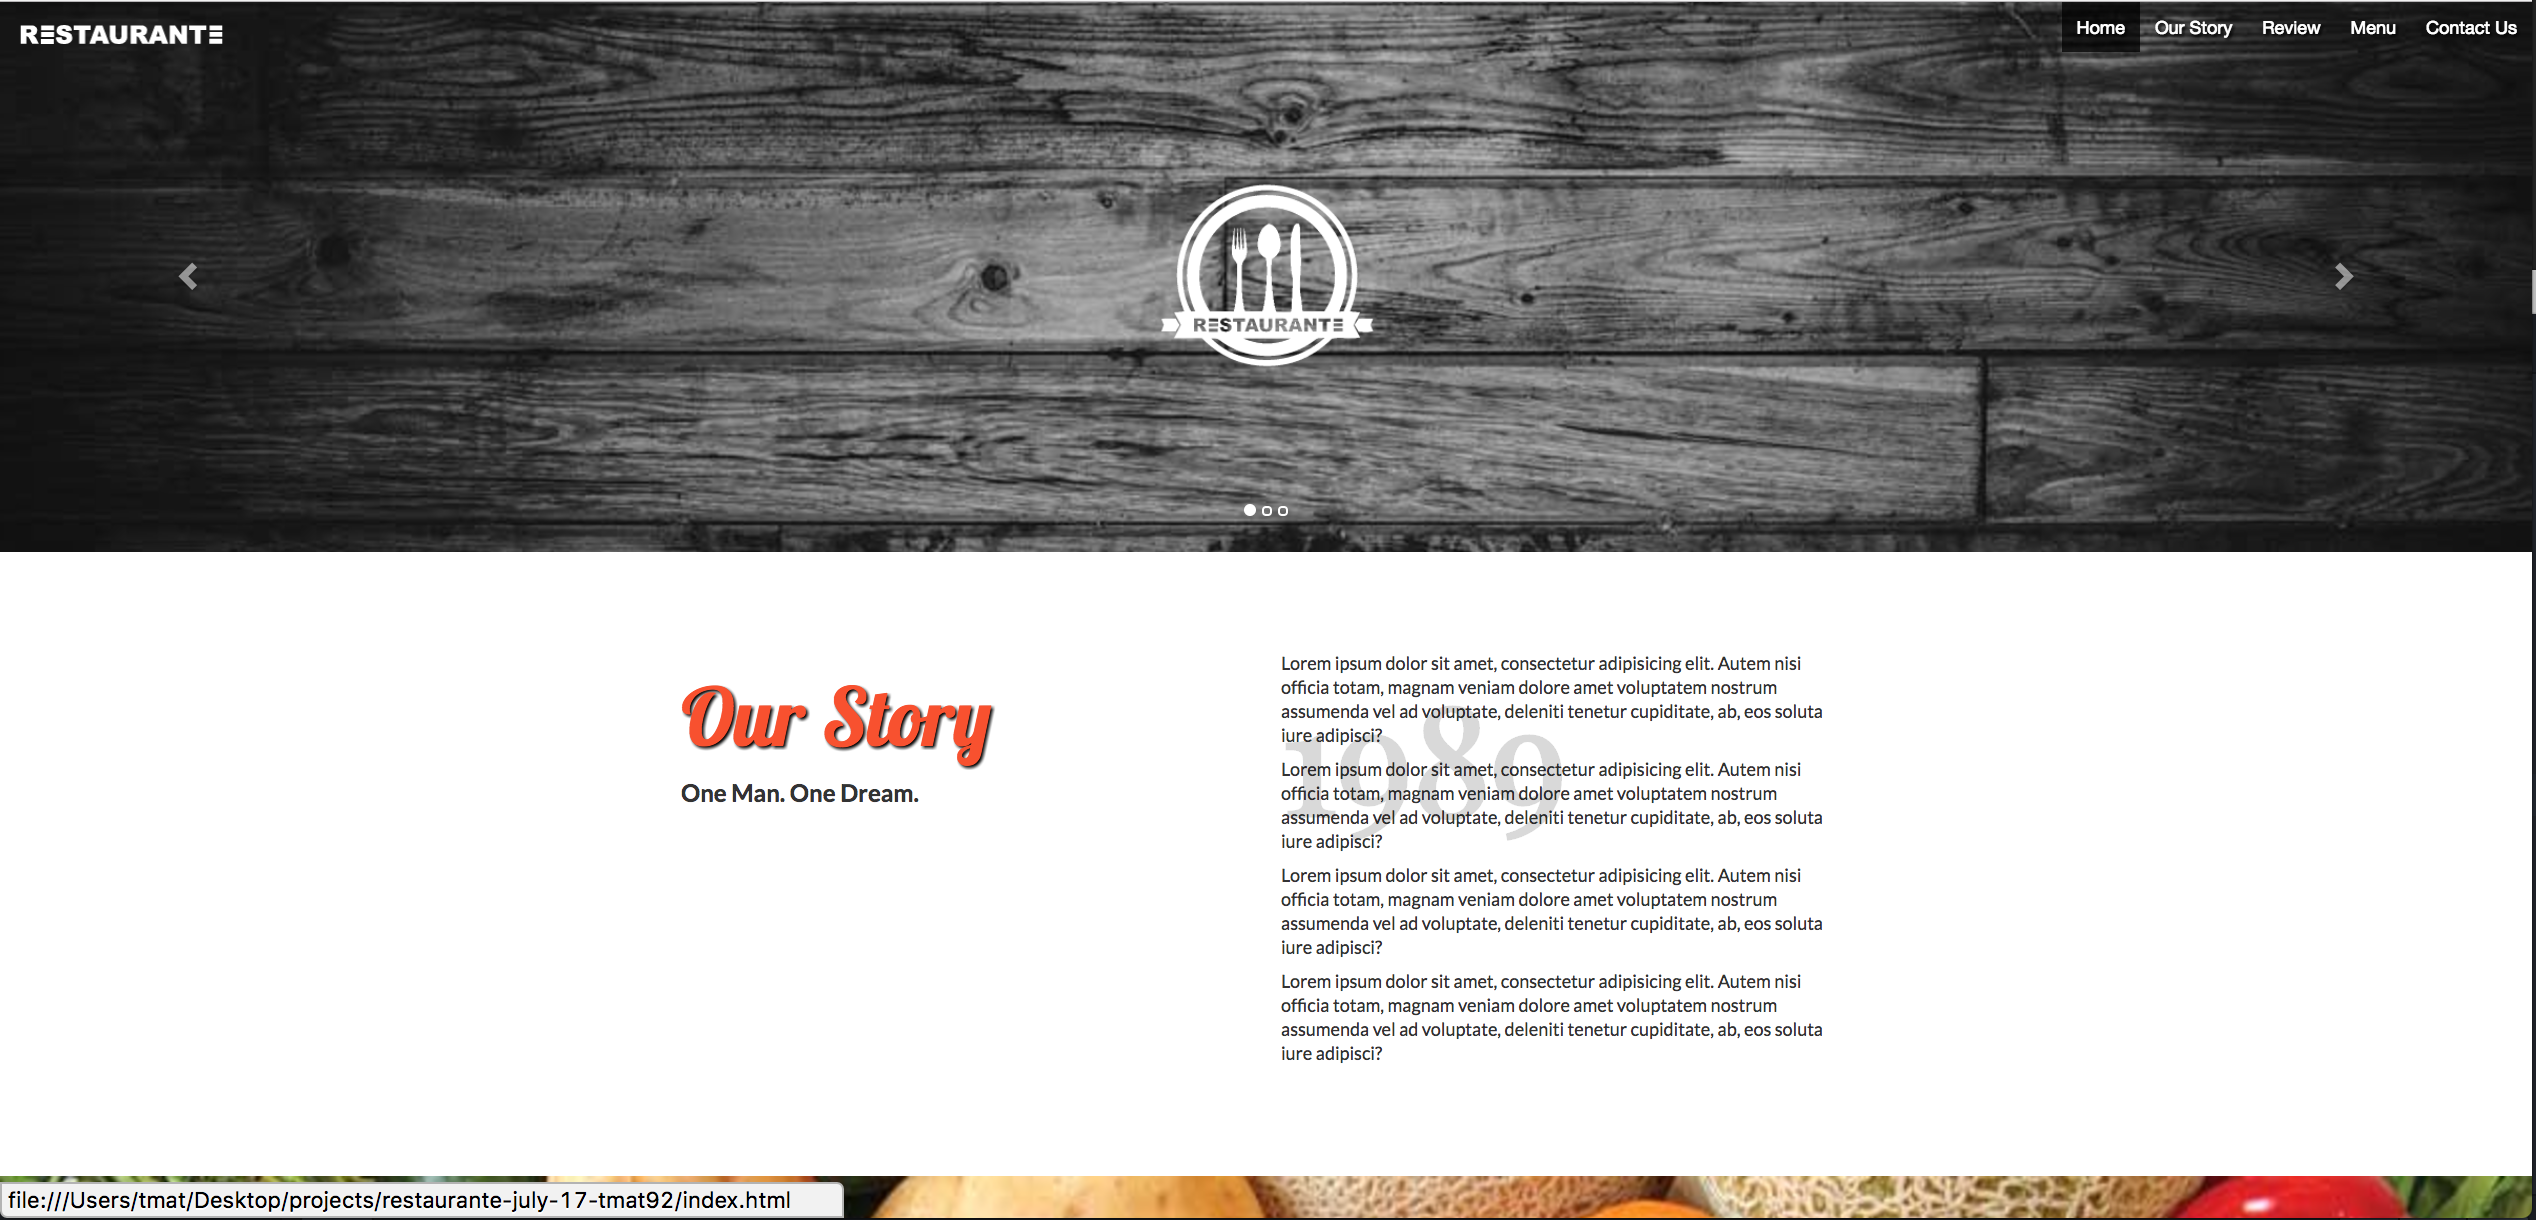 RESTAURANTE
Home Our Story Review Menu Contact Us
RESTAURANTE
Our Story
One Man. One Dream.
1989
Lorem ipsum dolor sit amet, consectetur adipisicing elit. Autem nisi
officia totam, magnam veniam dolore amet voluptatem nostrum
assumenda vel ad voluptate, deleniti tenetur cupiditate, ab, eos soluta
iure adipisci?
Lorem ipsum dolor sit amet, consectetur adipisicing elit. Autem nisi
officia totam, magnam veniam dolore amet voluptatem nostrum
assumenda vel ad voluptate, deleniti tenetur cupiditate, ab, eos soluta
iure adipisci?
Lorem ipsum dolor sit amet, consectetur adipisicing elit. Autem nisi
officia totam, magnam veniam dolore amet voluptatem nostrum
assumenda vel ad voluptate, deleniti tenetur cupiditate, ab, eos soluta
iure adipisci?
Lorem ipsum dolor sit amet, consectetur adipisicing elit. Autem nisi
officia totam, magnam veniam dolore amet voluptatem nostrum
assumenda vel ad voluptate, deleniti tenetur cupiditate, ab, eos soluta
iure adipisci?
file:///Users/tmat/Desktop/projects/restaurante-july-17-tmat92/index.html